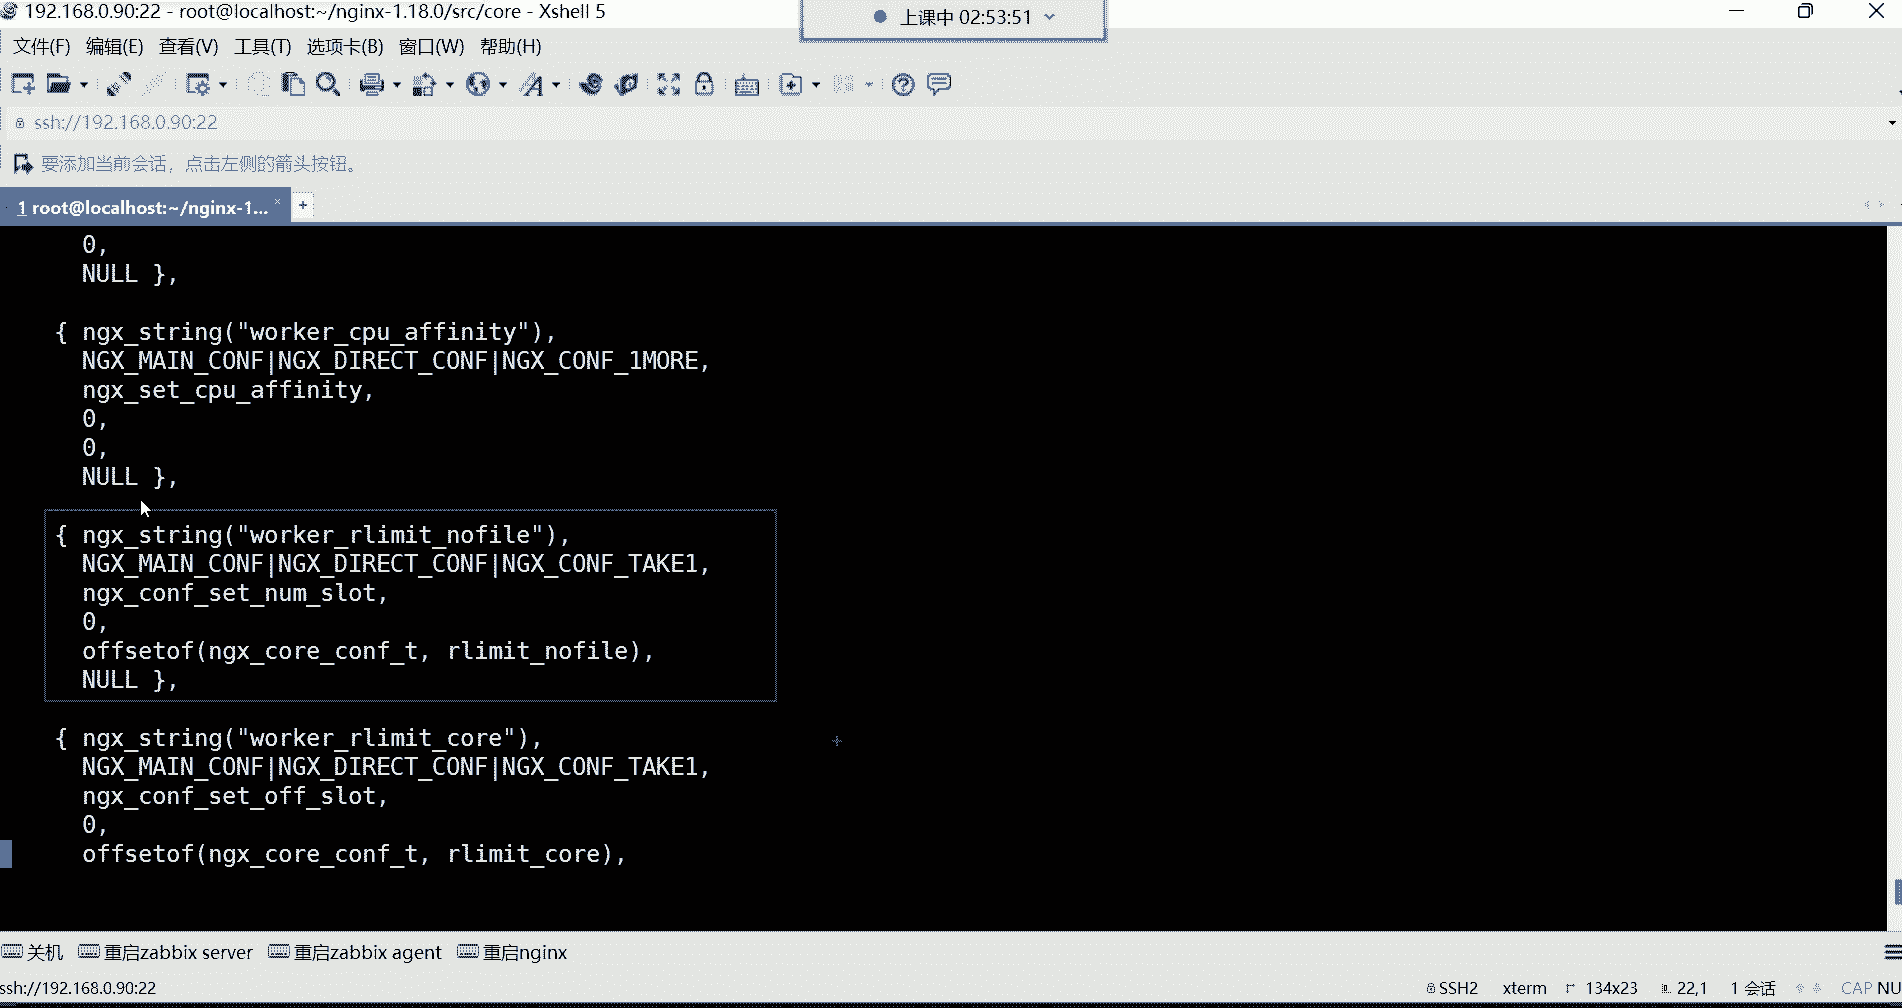 192.168.0.90:22 - root@localhost:~/nginx-1.18.0/src/core - Xshell 5
上课中 02:53:51
文件(F) 编辑(E) 查看(V) 工具(T) 选项卡(B) 窗口(W) 帮助(H)
ssh://192.168.0.90:22
要添加当前会话，点击左侧的箭头按钮。
1 root@localhost:~/nginx-1... × +
0,
NULL },
{ ngx_string("worker_cpu_affinity"),
NGX_MAIN_CONF|NGX_DIRECT_CONF|NGX_CONF_1MORE,
ngx_set_cpu_affinity,
0,
0,
NULL },
{ ngx_string("worker_rlimit_nofile"),
NGX_MAIN_CONF|NGX_DIRECT_CONF|NGX_CONF_TAKE1,
ngx_conf_set_num_slot,
0,
offsetof(ngx_core_conf_t, rlimit_nofile),
NULL },
{ ngx_string("worker_rlimit_core"),
NGX_MAIN_CONF|NGX_DIRECT_CONF|NGX_CONF_TAKE1,
ngx_conf_set_off_slot,
0,
offsetof(ngx_core_conf_t, rlimit_core),
关机 重启zabbix server 重启zabbix agent 重启nginx
ssh://192.168.0.90:22 SSH2 xterm 134x23 22,1 1 会话 CAP NU